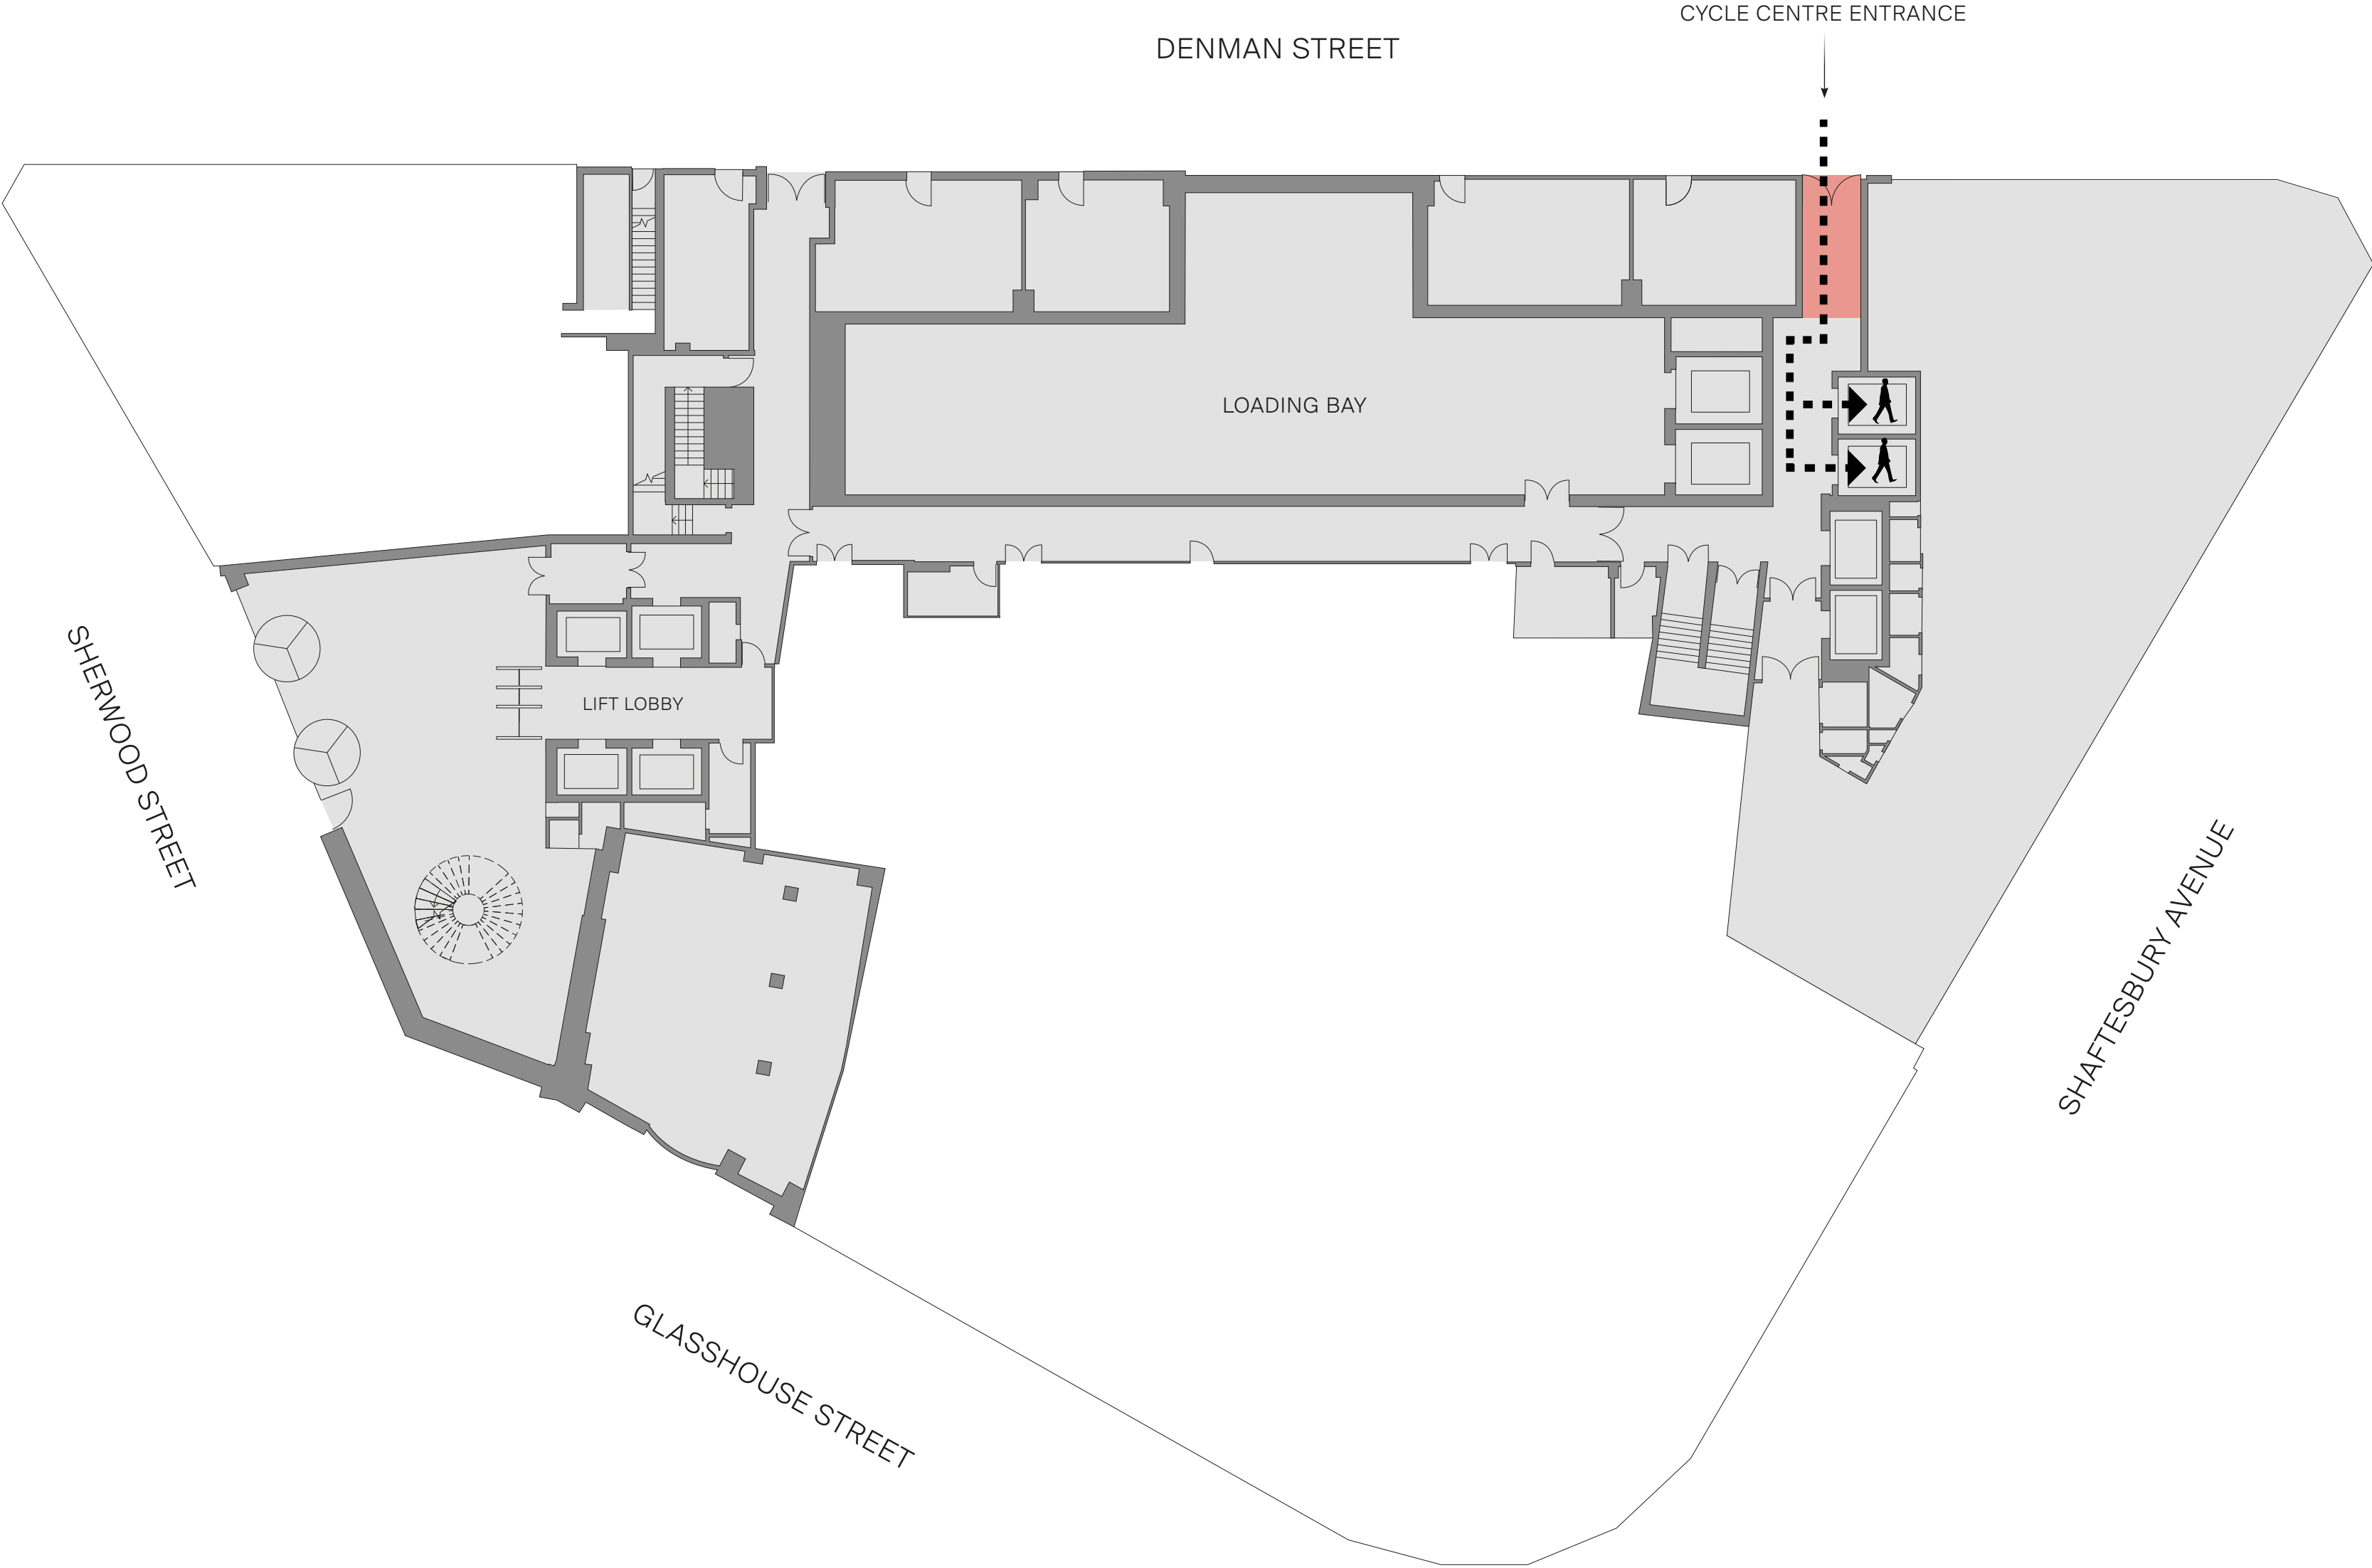 CYCLE CENTRE ENTRANCE
DENMAN STREET
LOADING BAY
LIFT LOBBY
SHERWOOD STREET
SHAFTESBURY AVENUE
GLASSHOUSE STREET